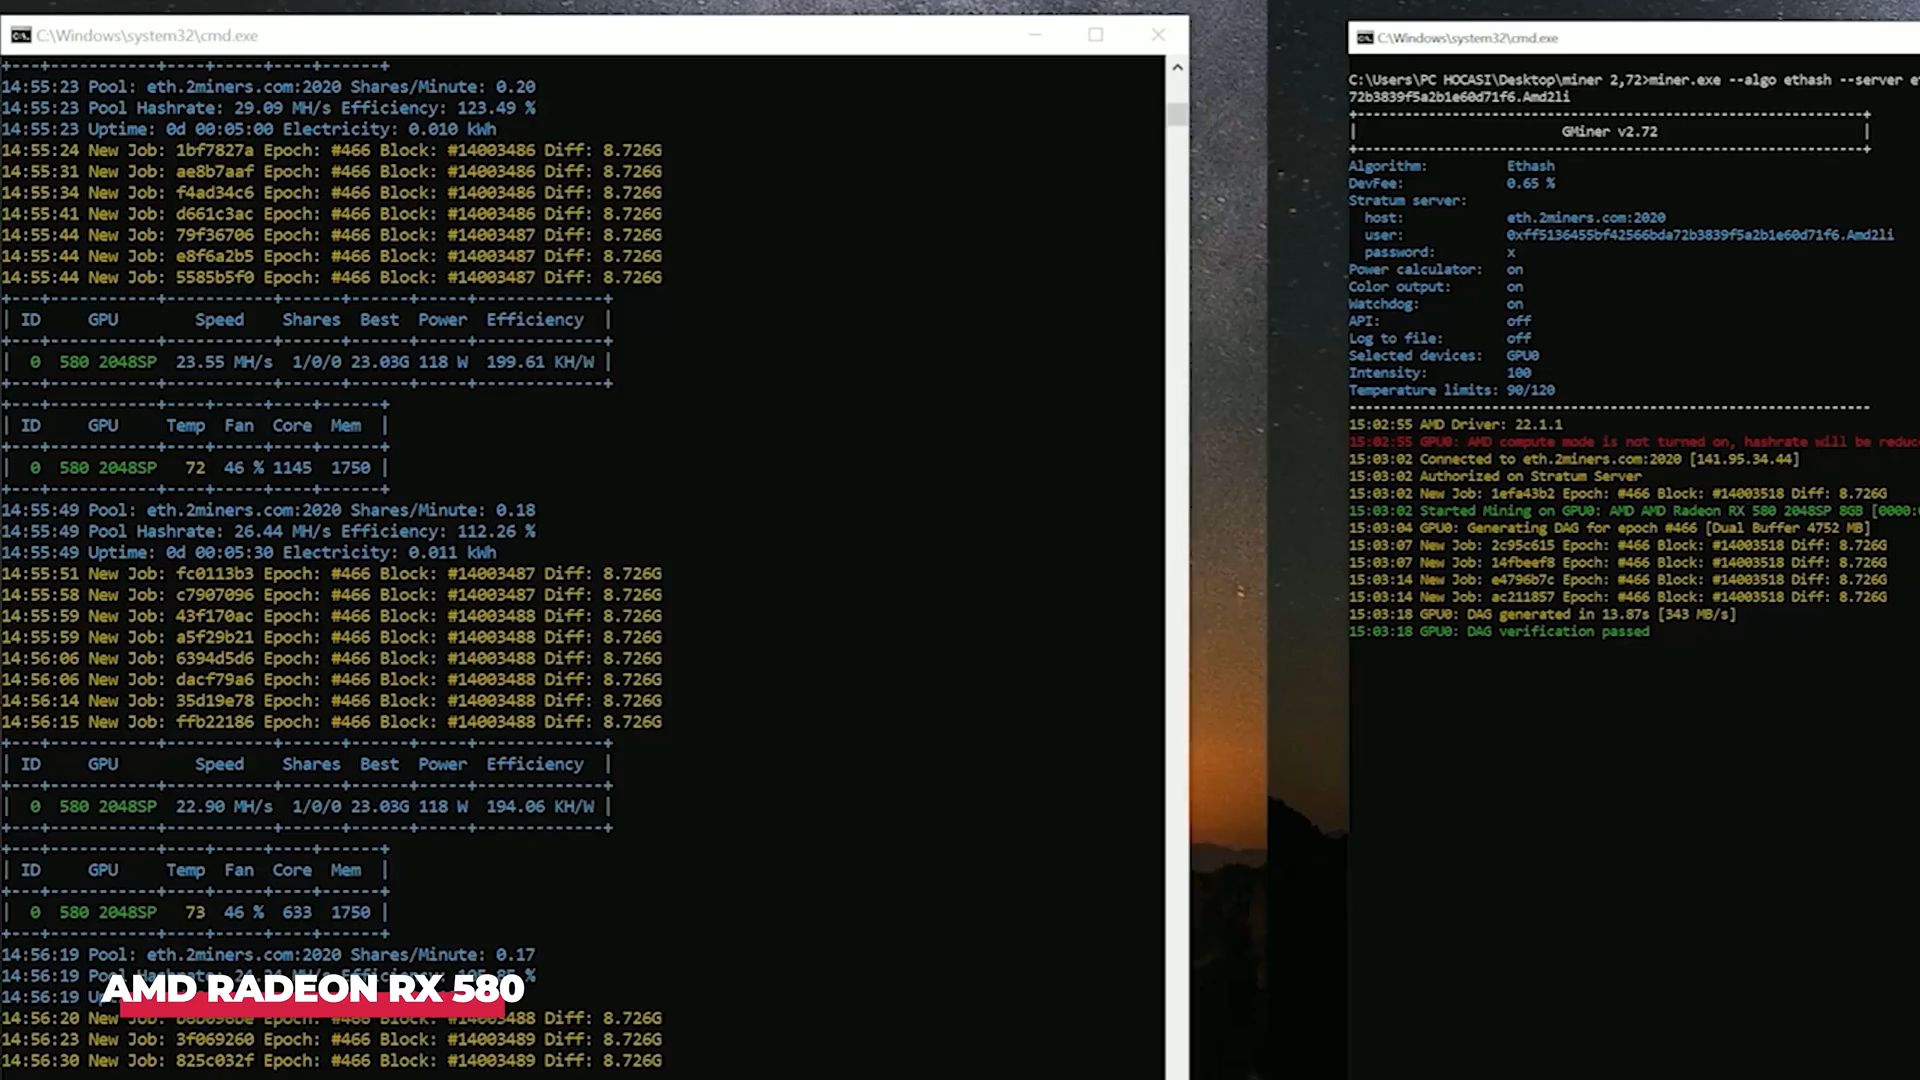 C:\Windows\system32\cmd.exe
14:55:23 Pool: eth.2miners.com:2020 Shares/Minute: 0.20
14:55:23 Pool Hashrate: 29.09 MH/s Efficiency: 123.49 %
14:55:23 Uptime: 0d 00:05:00 Electricity: 0.010 kWh
14:55:24 New Job: 1bf7827a Epoch: #466 Block: #14003486 Diff: 8.726G
14:55:31 New Job: ae8b7aaf Epoch: #466 Block: #14003486 Diff: 8.726G
14:55:34 New Job: f4ad34c6 Epoch: #466 Block: #14003486 Diff: 8.726G
14:55:41 New Job: d661c3ac Epoch: #466 Block: #14003486 Diff: 8.726G
14:55:44 New Job: 79f36706 Epoch: #466 Block: #14003487 Diff: 8.726G
14:55:44 New Job: e8f6a2b5 Epoch: #466 Block: #14003487 Diff: 8.726G
14:55:44 New Job: 5585b5f0 Epoch: #466 Block: #14003487 Diff: 8.726G
ID GPU Speed Shares Best Power Efficiency
0 580 2048SP 23.55 MH/s 1/0/0 23.03G 118 W 199.61 KH/W
ID GPU Temp Fan Core Mem
0 580 2048SP 72 46 % 1145 1750
14:55:49 Pool: eth.2miners.com:2020 Shares/Minute: 0.18
14:55:49 Pool Hashrate: 26.44 MH/s Efficiency: 112.26 %
14:55:49 Uptime: 0d 00:05:30 Electricity: 0.011 kWh
14:55:51 New Job: fc0113b3 Epoch: #466 Block: #14003487 Diff: 8.726G
14:55:58 New Job: c7907096 Epoch: #466 Block: #14003487 Diff: 8.726G
14:55:59 New Job: 43f170ac Epoch: #466 Block: #14003488 Diff: 8.726G
14:55:59 New Job: a5f29b21 Epoch: #466 Block: #14003488 Diff: 8.726G
14:56:06 New Job: 6394d5d6 Epoch: #466 Block: #14003488 Diff: 8.726G
14:56:06 New Job: dacf79a6 Epoch: #466 Block: #14003488 Diff: 8.726G
14:56:14 New Job: 35d19e78 Epoch: #466 Block: #14003488 Diff: 8.726G
14:56:15 New Job: ffb22186 Epoch: #466 Block: #14003488 Diff: 8.726G
ID GPU Speed Shares Best Power Efficiency
0 580 2048SP 22.90 MH/s 1/0/0 23.03G 118 W 194.06 KH/W
ID GPU Temp Fan Core Mem
0 580 2048SP 73 46 % 633 1750
14:56:19 Pool: eth.2miners.com:2020 Shares/Minute: 0.17
14:56:19 %
14:56:19
AMD RADEON RX 580
14:56:20 New Diff: 8.726G
14:56:23 New Job: 3f069260 Epoch: #466 Block: #14003489 Diff: 8.726G
14:56:30 New Job: 825c032f Epoch: #466 Block: #14003489 Diff: 8.726G
C:\Windows\system32\cmd.exe
C:\Users\PC HOCASI\Desktop\miner 2,72>miner.exe --algo ethash --server
72b3839f5a2b1e60d71f6.Amd2li
GMiner v2.72
Algorithm: Ethash
DevFee: 0.65 %
Stratum server:
host: eth.2miners.com:2020
user: 0xff5136455bf42566bda72b3839f5a2b1e60d71f6.Amd2li
password: x
Power calculator: on
Color output: on
Watchdog: on
API: off
Log to file: off
Selected devices: GPU0
Intensity: 100
Temperature limits: 90/120
15:02:55 AMD Driver: 22.1.1
15:02:55 GPU0: AMD compute mode is not turned on, hashrate will be reduc
15:03:02 Connected to eth.2miners.com:2020 [141.95.34.44]
15:03:02 Authorized on Stratum Server
15:03:02 New Job: 1efa43b2 Epoch: #466 Block: #14003518 Diff: 8.726G
15:03:02 Started Mining on GPU0: AMD AMD Radeon RX 580 2048SP 8GB [0000:
15:03:04 GPU0: Generating DAG for epoch #466 [Dual Buffer 4752 MB]
15:03:07 New Job: 2c95c615 Epoch: #466 Block: #14003518 Diff: 8.726G
15:03:07 New Job: 14fbeef8 Epoch: #466 Block: #14003518 Diff: 8.726G
15:03:14 New Job: e4796b7c Epoch: #466 Block: #14003518 Diff: 8.726G
15:03:14 New Job: ac211857 Epoch: #466 Block: #14003518 Diff: 8.726G
15:03:18 GPU0: DAG generated in 13.87s [343 MB/s]
15:03:18 GPU0: DAG verification passed